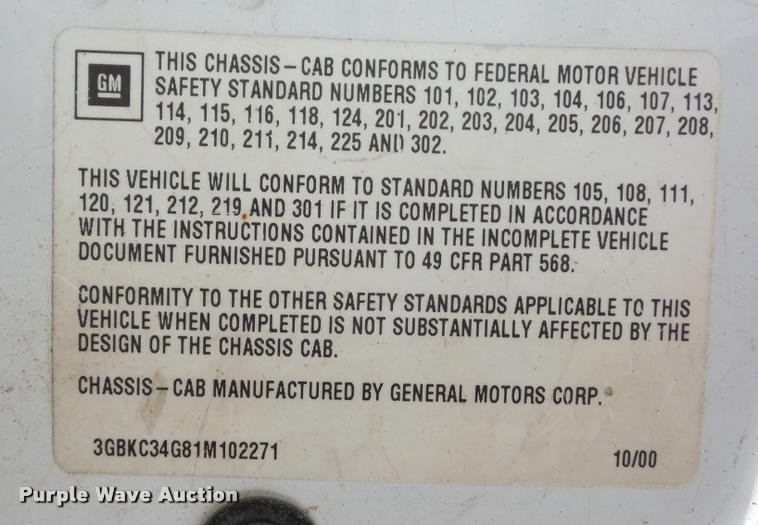 GM
THIS CHASSIS-CAB CONFORMS TO FEDERAL MOTOR VEHICLE
SAFETY STANDARD NUMBERS 101, 102, 103, 104, 106, 107, 113,
114, 115, 116, 118, 124, 201, 202, 203, 204, 205, 206, 207, 208,
209, 210, 211, 214, 225 AND 302.
THIS VEHICLE WILL CONFORM TO STANDARD NUMBERS 105, 108, 111,
120, 121, 212, 219 AND 301 IF IT IS COMPLETED IN ACCORDANCE
WITH THE INSTRUCTIONS CONTAINED IN THE INCOMPLETE VEHICLE
DOCUMENT FURNISHED PURSUANT TO 49 CFR PART 568.
CONFORMITY TO THE OTHER SAFETY STANDARDS APPLICABLE TO THIS
VEHICLE WHEN COMPLETED IS NOT SUBSTANTIALLY AFFECTED BY THE
DESIGN OF THE CHASSIS CAB.
CHASSIS-CAB MANUFACTURED BY GENERAL MOTORS CORP.
3GBKC34G81M102271 10/00
Purple Wave Auction